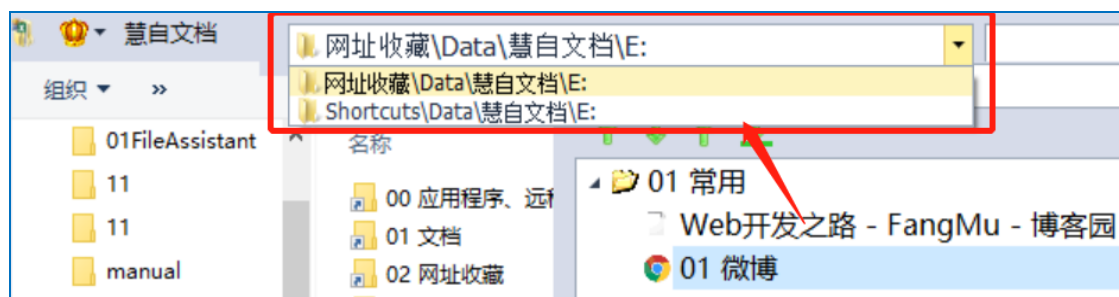 慧自文档
网址收藏\Data\慧自文档\E:
网址收藏\Data\慧自文档\E:
Shortcuts\Data\慧自文档\E:
组织
»
01FileAssistant
11
11
manual
名称
00 应用程序、远
01 文档
02 网址收藏
01 常用
Web开发之路 - FangMu - 博客园
01 微博